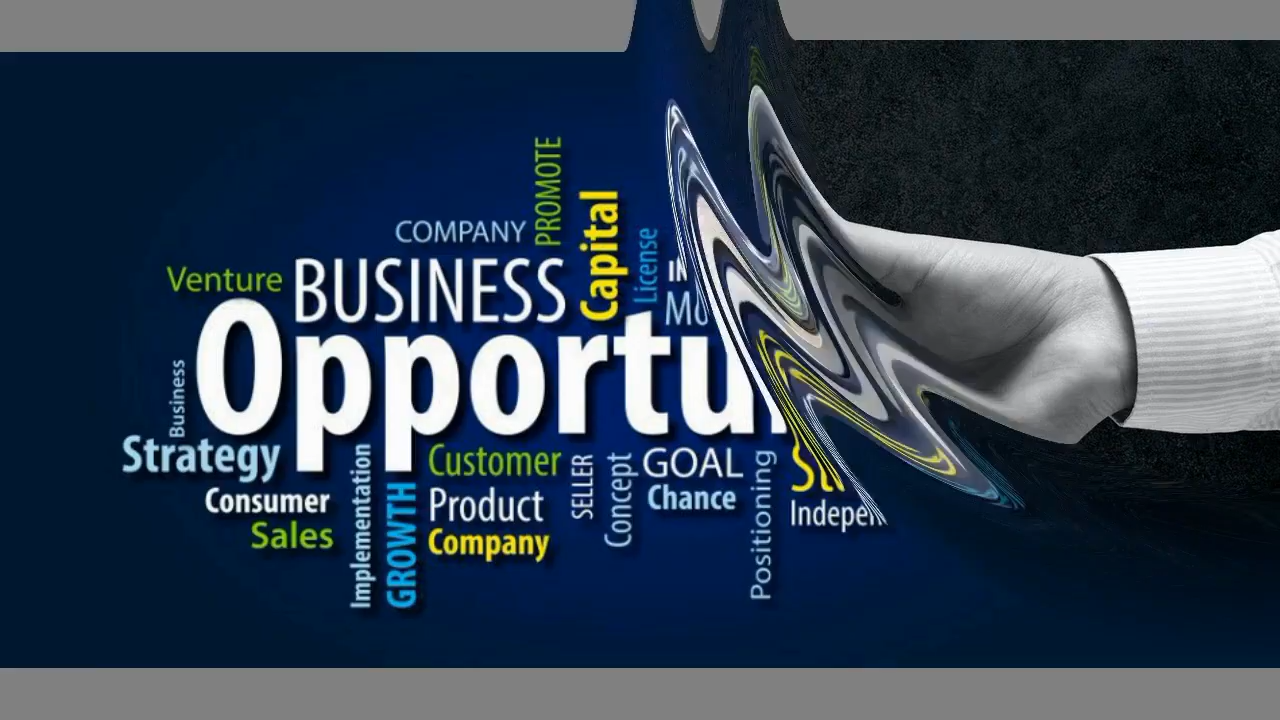 PROMOTE
Capital
COMPANY
License
Venture
BUSINESS
Opportu
Business
Strategy
Customer
GOAL
Consumer
Implementation
GROWTH
Product
SELLER
Concept
Chance
Positioning
Sales
Company